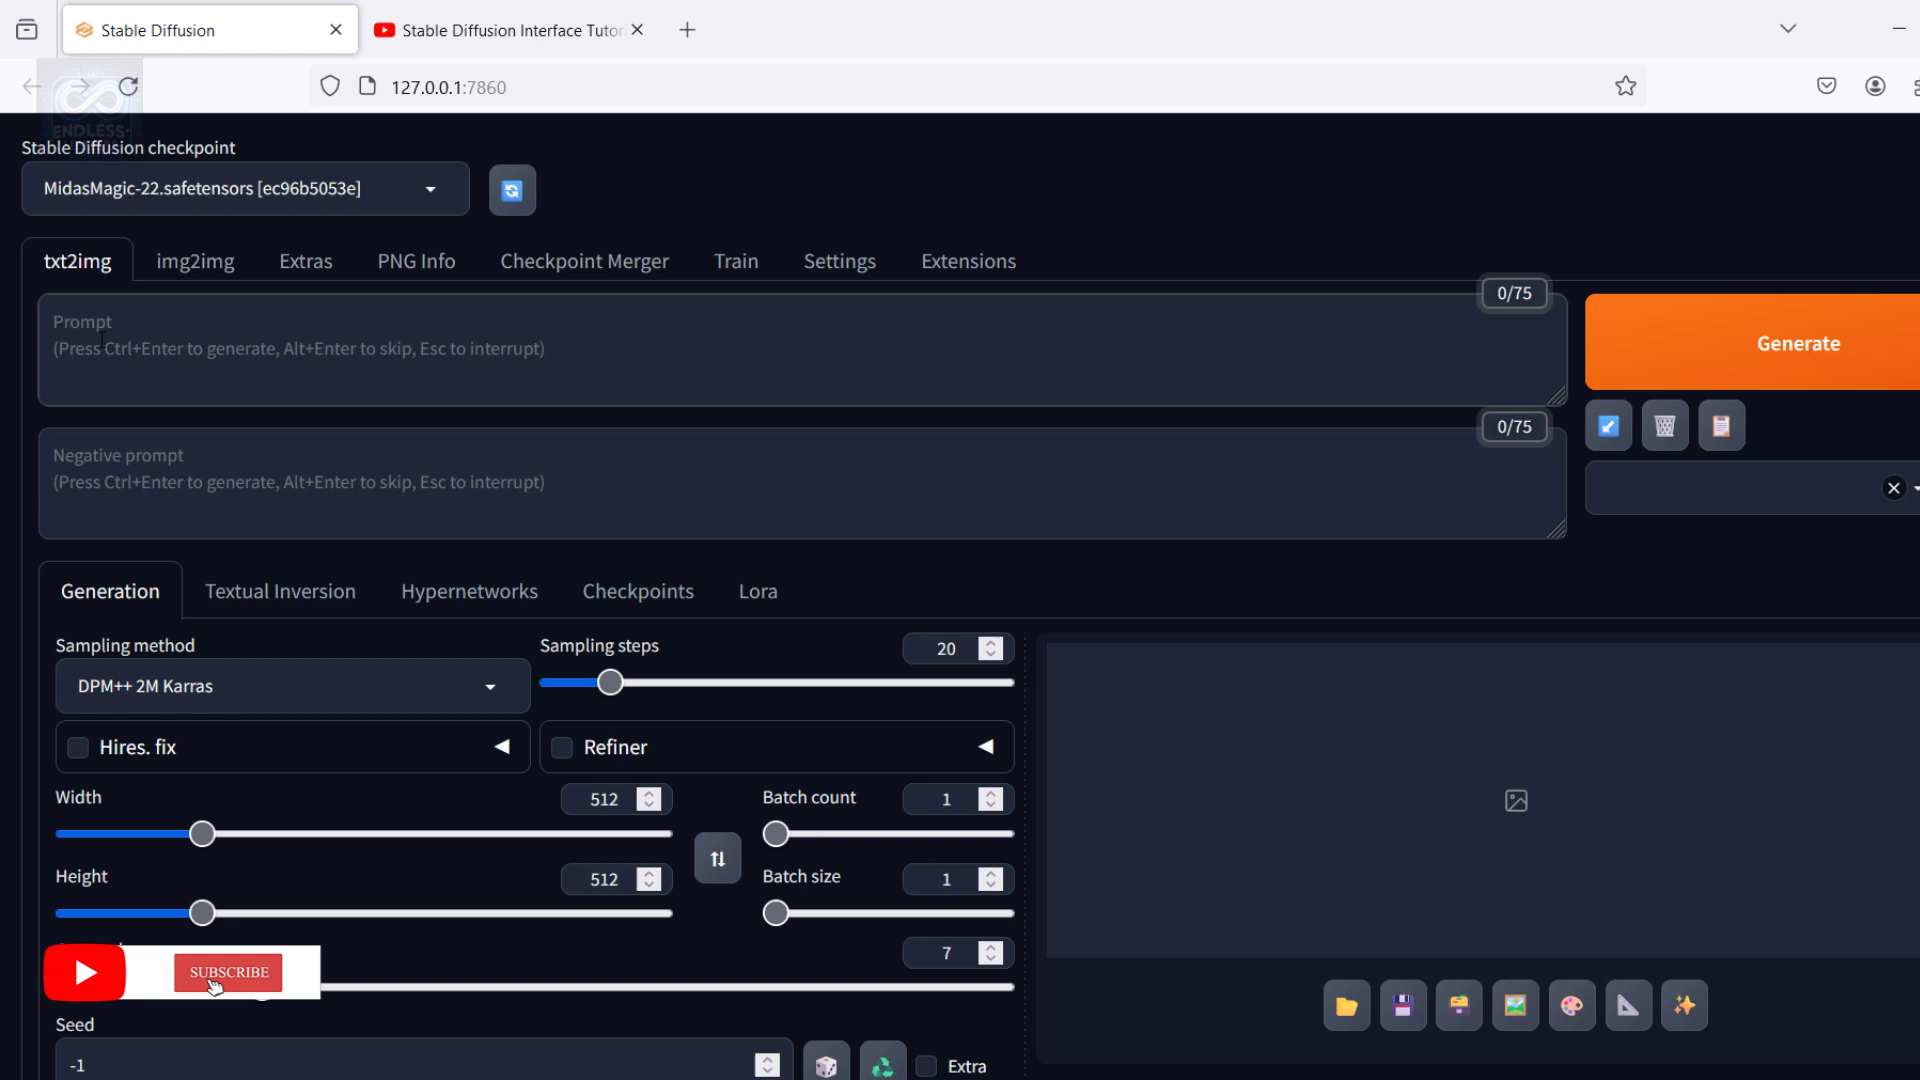 Stable Diffusion
Stable Diffusion Interface Tutor
127.0.0.1:7860
ENDLESS
Stable Diffusion checkpoint
MidasMagic-22.safetensors [ec96b5053e]
txt2img img2img Extras PNG Info Checkpoint Merger Train Settings Extensions
0/75
Prompt
(Press Ctrl+Enter to generate, Alt+Enter to skip, Esc to interrupt)
Generate
0/75
Negative prompt
(Press Ctrl+Enter to generate, Alt+Enter to skip, Esc to interrupt)
Generation Textual Inversion Hypernetworks Checkpoints Lora
Sampling method
DPM++ 2M Karras
Sampling steps
20
Hires. fix
Refiner
Width
512
Batch count
1
Height
512
Batch size
1
7
SUBSCRIBE
Seed
-1
Extra